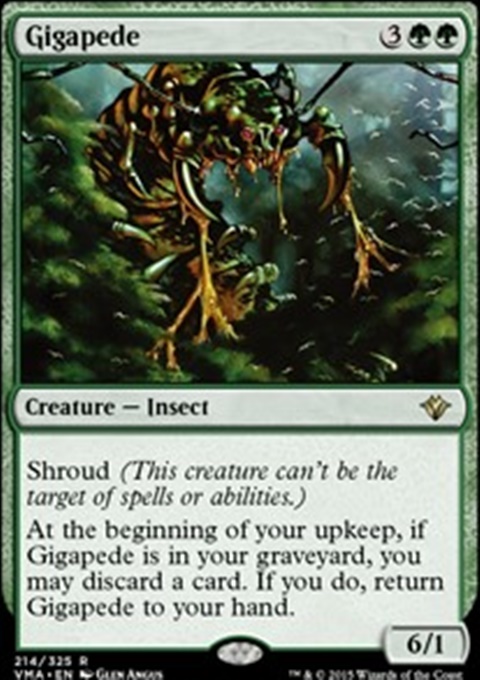 Gigapede 3
Creature — Insect
Shroud (This creature can't be the
target of spells or abilities.)
At the beginning of your upkeep, if
Gigapede is in your graveyard, you
may discard a card. If you do, return
Gigapede to your hand.
6/1
214/325 R
VMA • EN Glen Angus
™ & © 2015 Wizards of the Coast